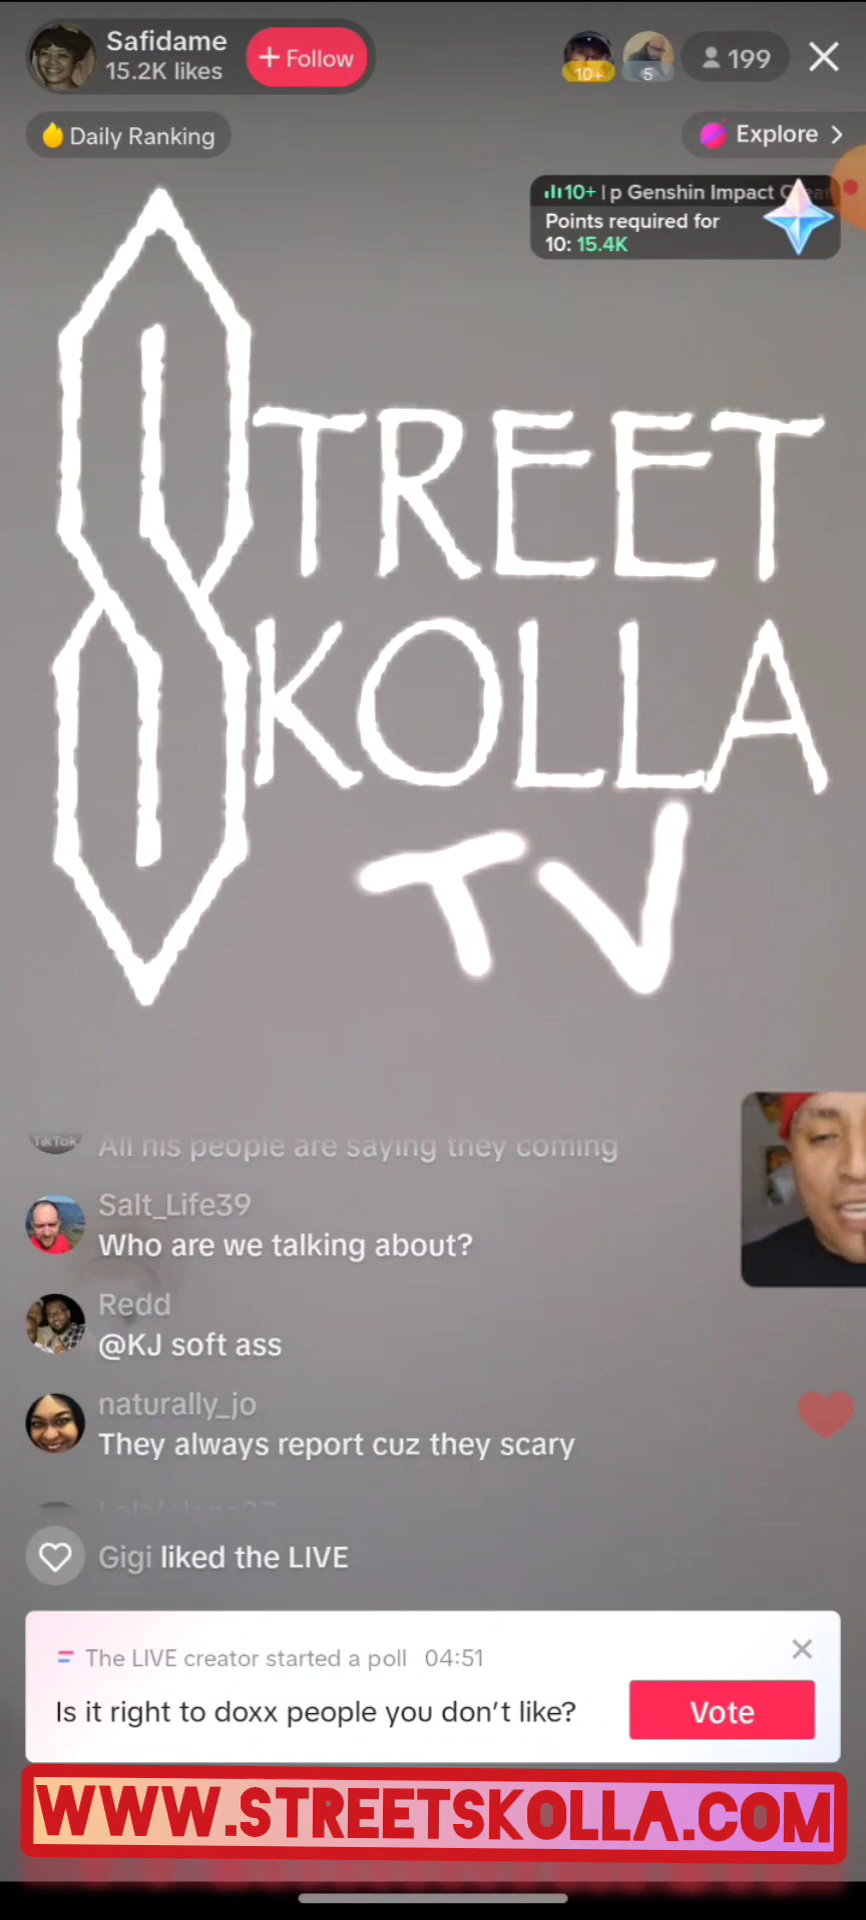 Safidame
15.2K likes
+ Follow
10+
5
199
Daily Ranking
Explore
10+ | p Genshin Impact
Points required for
10: 15.4K
STREET
SKOLLA
TV
TikTok
All his people are saying they coming
Salt_Life39
Who are we talking about?
Redd
@KJ soft ass
naturally_jo
They always report cuz they scary
Gigi liked the LIVE
The LIVE creator started a poll 04:51
Is it right to doxx people you don't like?
Vote
WWW.STREETSKOLLA.COM